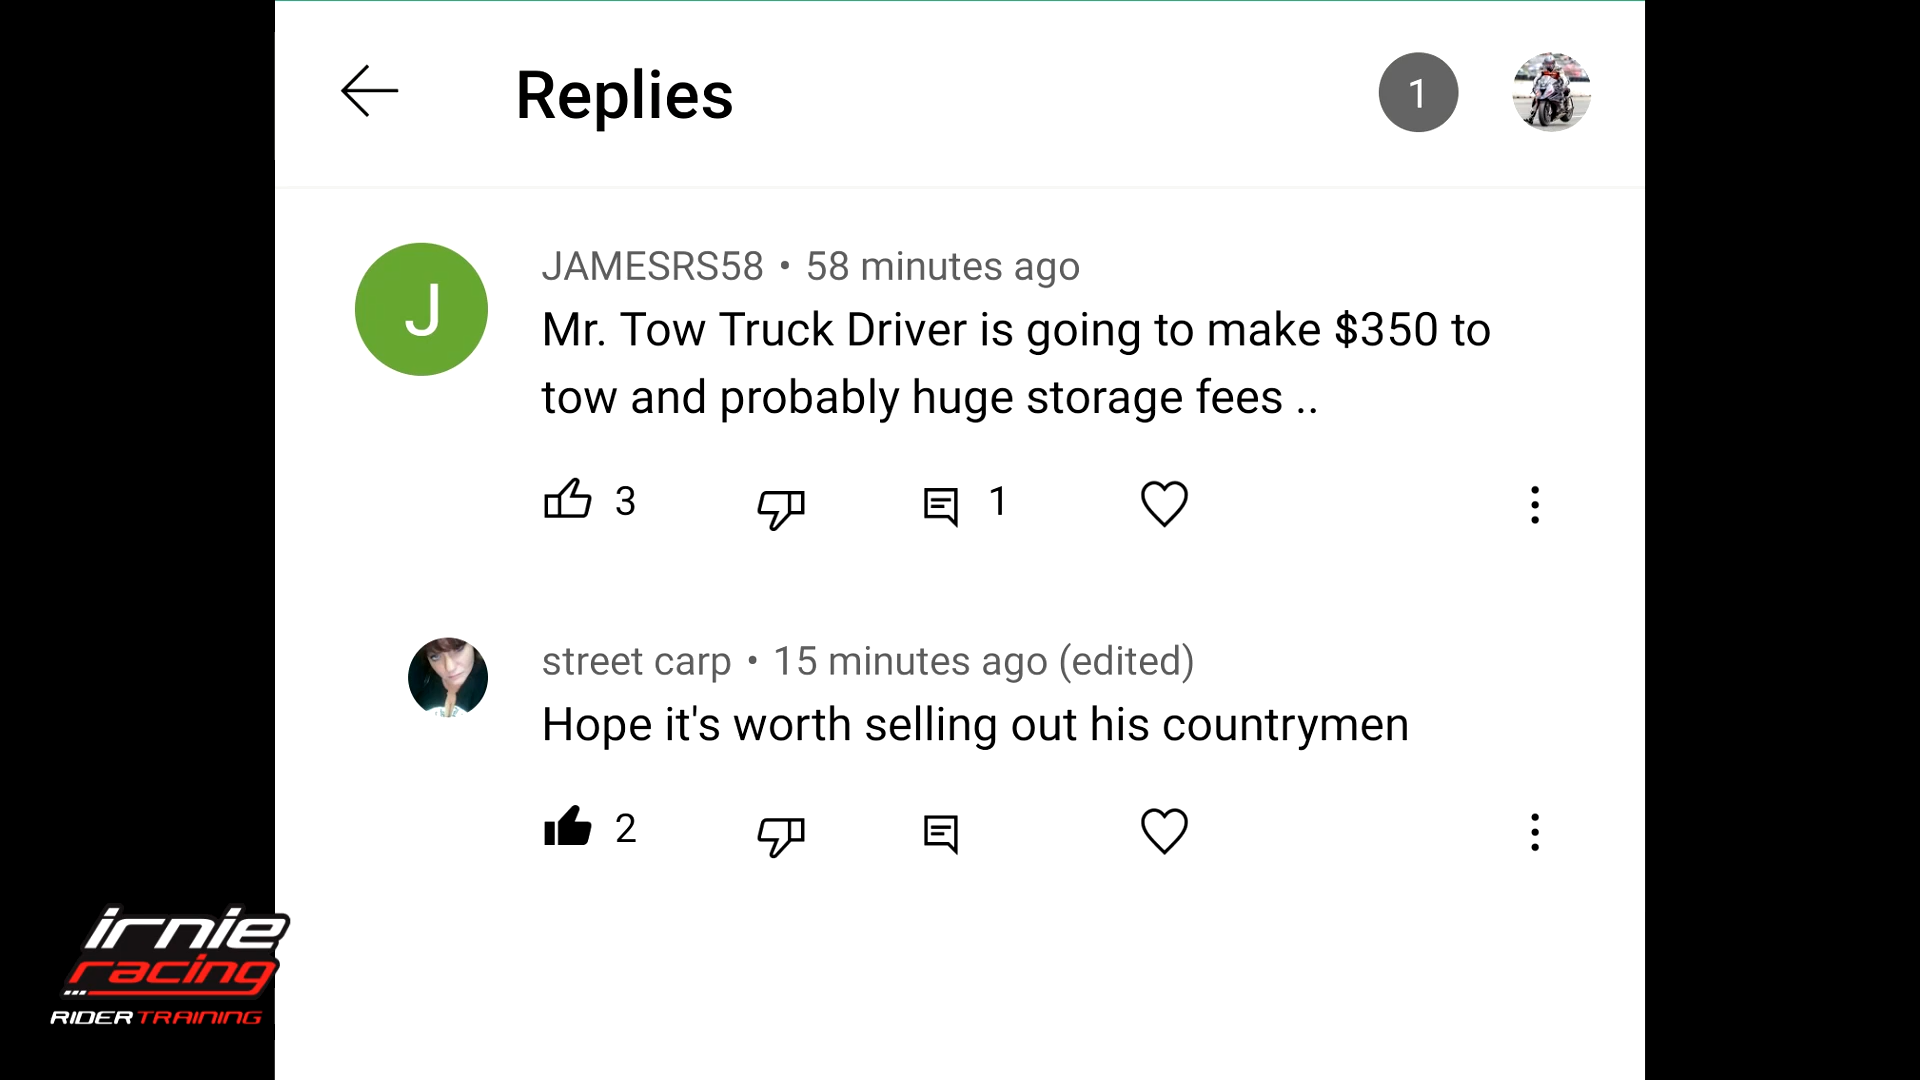 Replies
1
J
JAMESRS58 • 58 minutes ago
Mr. Tow Truck Driver is going to make $350 to
tow and probably huge storage fees ..
3
1
street carp • 15 minutes ago (edited)
Hope it's worth selling out his countrymen
2
irnie
racing
RIDER TRAINING